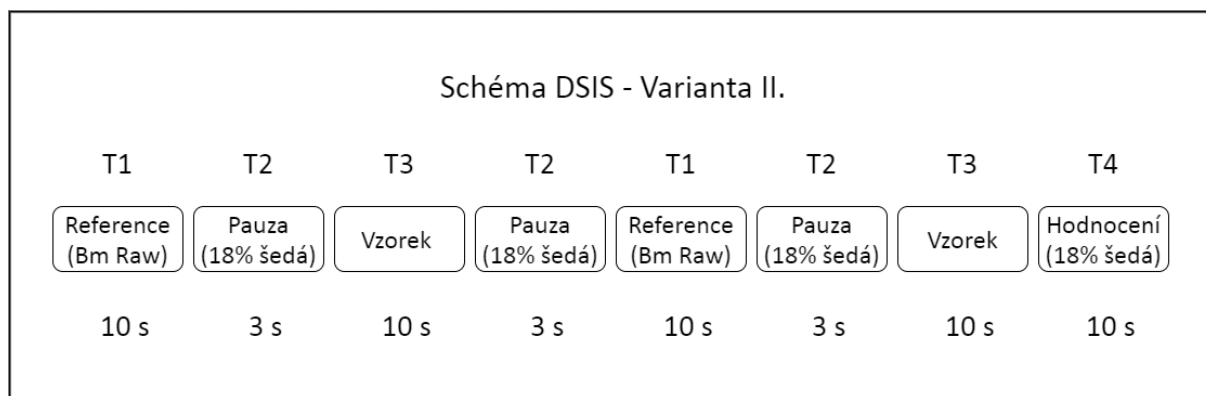 Schéma DSIS - Varianta II.
T1 T2 T3 T2 T1 T2 T3 T4
Reference Pauza Vzorek Pauza Reference Pauza Vzorek Hodnocení
(Bm Raw) (18% šedá) (18% šedá) (Bm Raw) (18% šedá) (18% šedá)
10 s 3 s 10 s 3 s 10 s 3 s 10 s 10 s